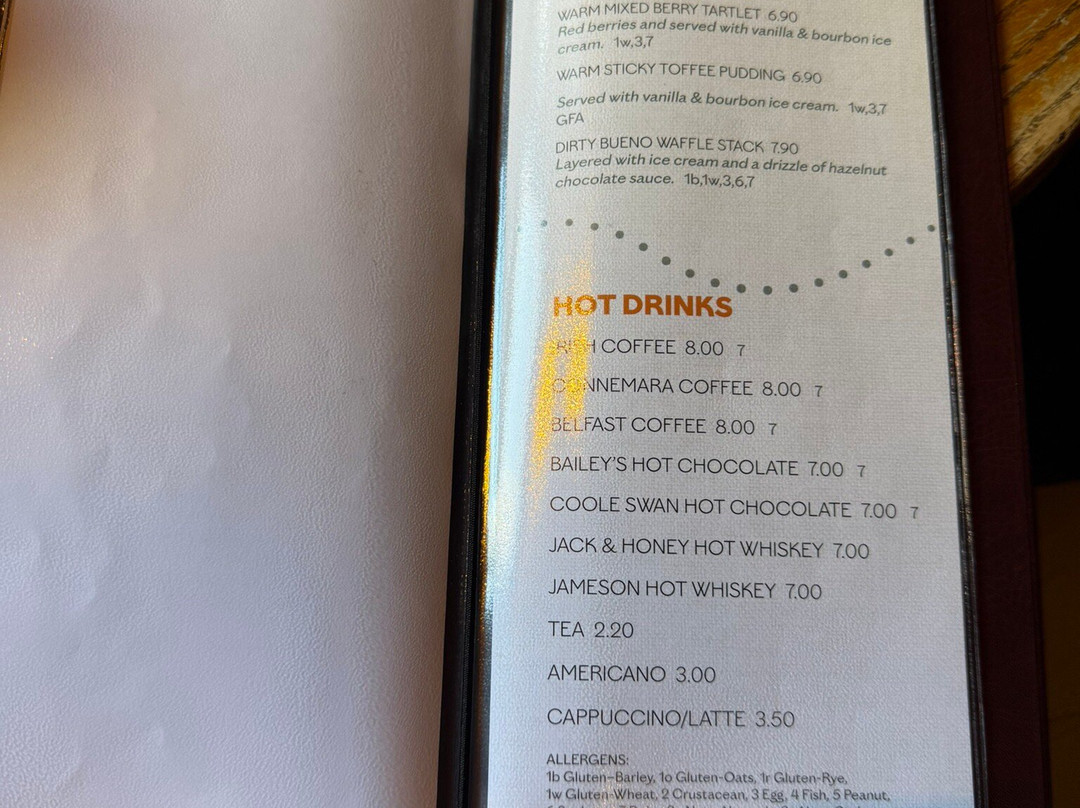 WARM MIXED BERRY TARTLET 6.90
Red berries and served with vanilla & bourbon ice
cream. 1w,3,7
WARM STICKY TOFFEE PUDDING 6.90
Served with vanilla & bourbon ice cream. 1w,3,7
GFA
DIRTY BUENO WAFFLE STACK 7.90
Layered with ice cream and a drizzle of hazelnut
chocolate sauce. 1b,1w,3,6,7
HOT DRINKS
IRISH COFFEE 8.00 7
CONNEMARA COFFEE 8.00 7
BELFAST COFFEE 8.00 7
BAILEY'S HOT CHOCOLATE 7.00 7
COOLE SWAN HOT CHOCOLATE 7.00 7
JACK & HONEY HOT WHISKEY 7.00
JAMESON HOT WHISKEY 7.00
TEA 2.20
AMERICANO 3.00
CAPPUCCINO/LATTE 3.50
ALLERGENS:
1b Gluten-Barley, 1o Gluten-Oats, 1r Gluten-Rye,
1w Gluten-Wheat, 2 Crustacean, 3 Egg, 4 Fish, 5 Peanut,